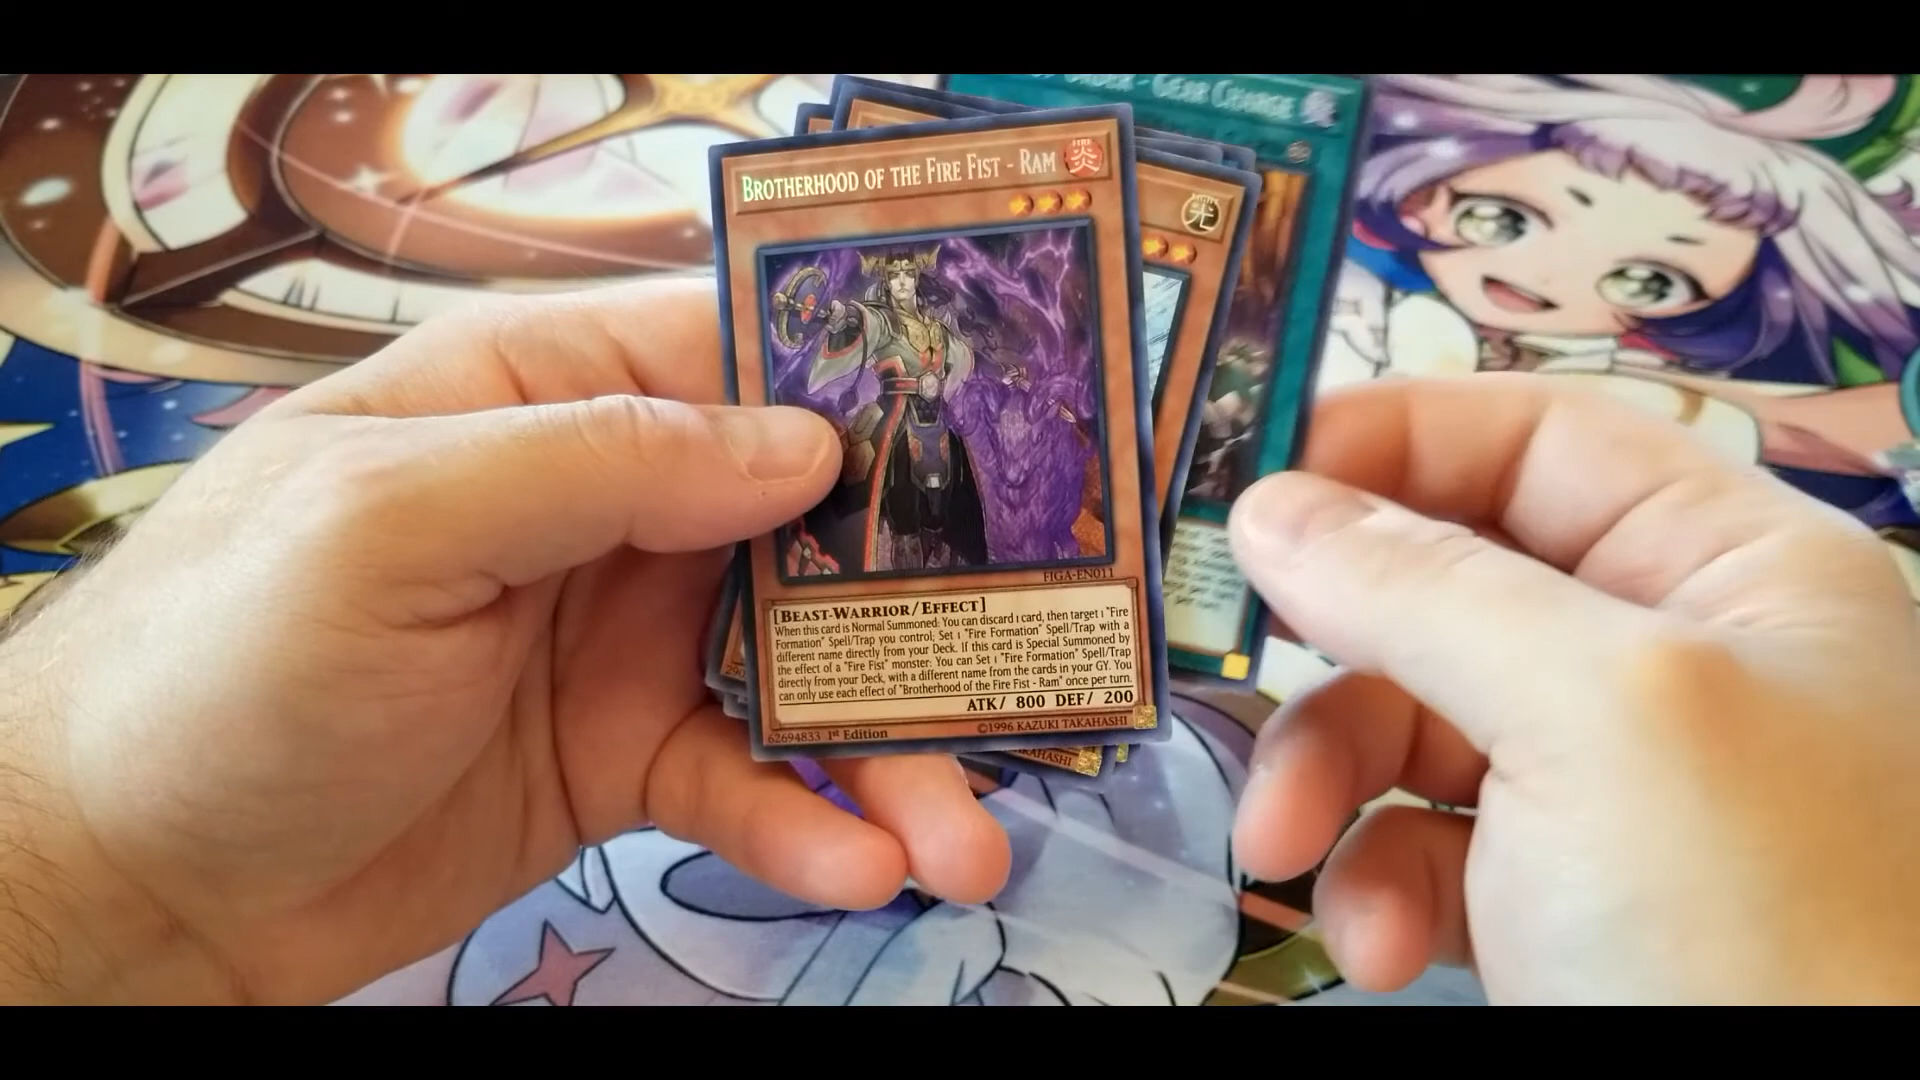 Gear Charge
Brotherhood of the Fire Fist - Ram
FIRE
炎
光
FIGA-EN011
[Beast-Warrior/Effect]
When this card is Normal Summoned: You can discard 1 card, then target 1 "Fire
Formation" Spell/Trap you control; Set 1 "Fire Formation" Spell/Trap with a
different name directly from your Deck. If this card is Special Summoned by
the effect of a "Fire Fist" monster: You can Set 1 "Fire Formation" Spell/Trap
directly from your Deck, with a different name from the cards in your GY. You
can only use each effect of "Brotherhood of the Fire Fist - Ram" once per turn.
ATK/ 800 DEF/ 200
62694833 1st Edition ©1996 KAZUKI TAKAHASHI